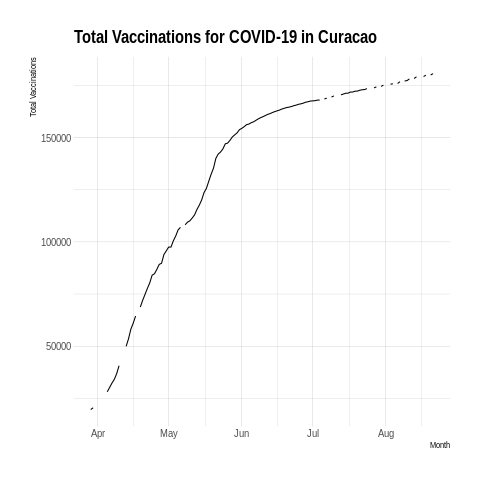 Total Vaccinations for COVID-19 in Curacao
Total Vaccinations
150000
100000
50000
Apr May Jun Jul Aug
Month